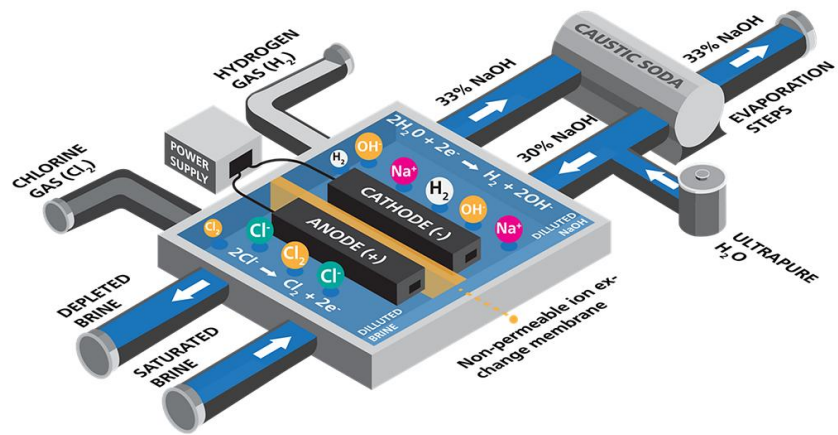 HYDROGEN
GAS (H₂)
33% NaOH
CAUSTIC SODA
33% NaOH
EVAPORATION
STEPS
30% NaOH
ULTRAPURE
H₂O
POWER
SUPPLY
CHLORINE
GAS (Cl₂)
2H₂O + 2e⁻ → H₂ + 2OH⁻
H₂
OH⁻
Na⁺
H₂
OH⁻
Na⁺
CATHODE (-)
DILLUTED
NaOH
ANODE (+)
Cl₂
Cl⁻
Cl₂
Cl⁻
2Cl⁻ → Cl₂ + 2e⁻
DILLUTED
BRINE
DEPLETED
BRINE
SATURATED
BRINE
Non-permeable ion ex-
change membrane